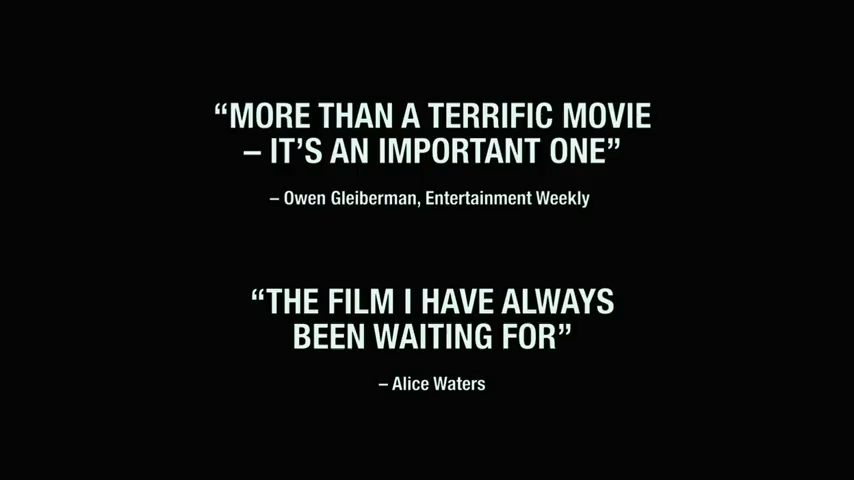 “MORE THAN A TERRIFIC MOVIE
– IT’S AN IMPORTANT ONE”
– Owen Gleiberman, Entertainment Weekly
“THE FILM I HAVE ALWAYS
BEEN WAITING FOR”
– Alice Waters